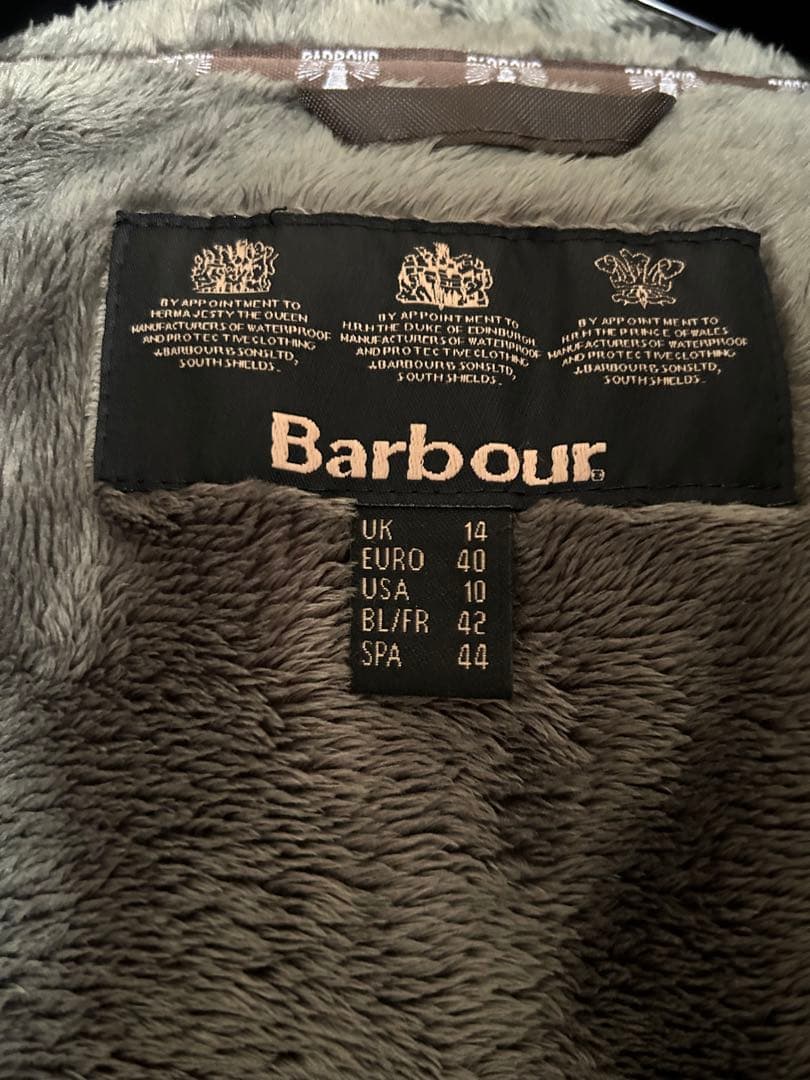 BARBOUR BARBOUR BARBOUR
BY APPOINTMENT TO
HER MAJESTY THE QUEEN
MANUFACTURERS OF WATERPROOF
AND PROTECTIVE CLOTHING
J.BARBOUR & SONS LTD,
SOUTH SHIELDS.
BY APPOINTMENT TO
H.R.H THE DUKE OF EDINBURGH
MANUFACTURERS OF WATERPROOF
AND PROTECTIVE CLOTHING
J.BARBOUR & SONS LTD,
SOUTH SHIELDS.
BY APPOINTMENT TO
H.R.H THE PRINCE OF WALES
MANUFACTURERS OF WATERPROOF
AND PROTECTIVE CLOTHING
J.BARBOUR & SONS LTD,
SOUTH SHIELDS.
Barbour
UK 14
EURO 40
USA 10
BL/FR 42
SPA 44